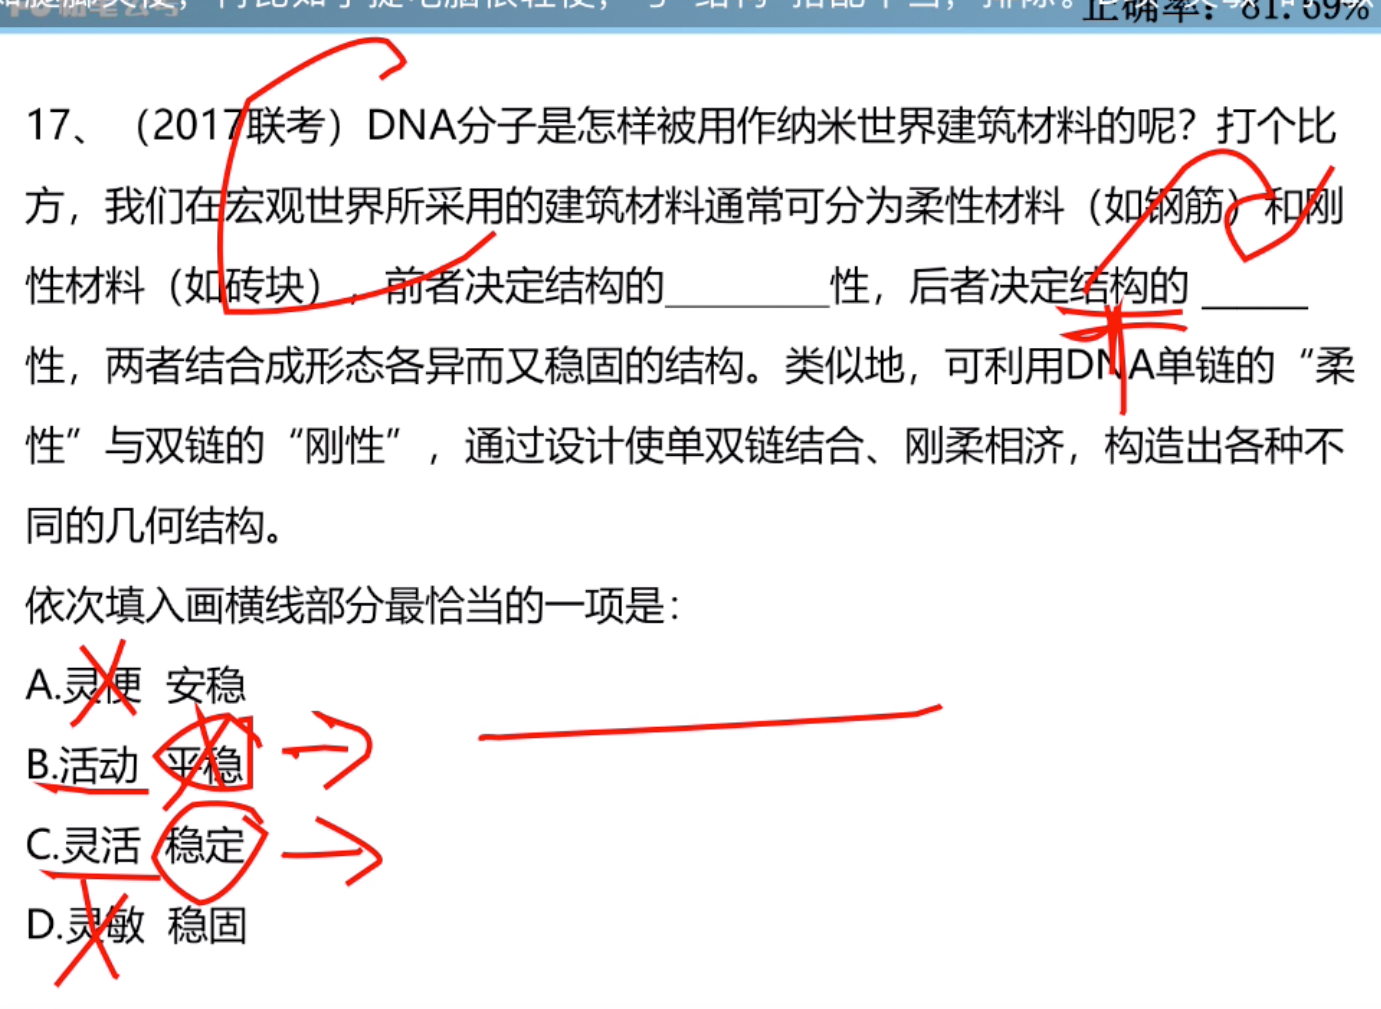 正确率：81.69%
17、（2017联考）DNA分子是怎样被用作纳米世界建筑材料的呢？打个比
方，我们在宏观世界所采用的建筑材料通常可分为柔性材料（如钢筋）和刚
性材料（如砖块），前者决定结构的________性，后者决定结构的 _____
性，两者结合成形态各异而又稳固的结构。类似地，可利用DNA单链的“柔
性”与双链的“刚性”，通过设计使单双链结合、刚柔相济，构造出各种不
同的几何结构。
依次填入画横线部分最恰当的一项是：
A.灵便 安稳
B.活动 平稳
C.灵活 稳定
D.灵敏 稳固